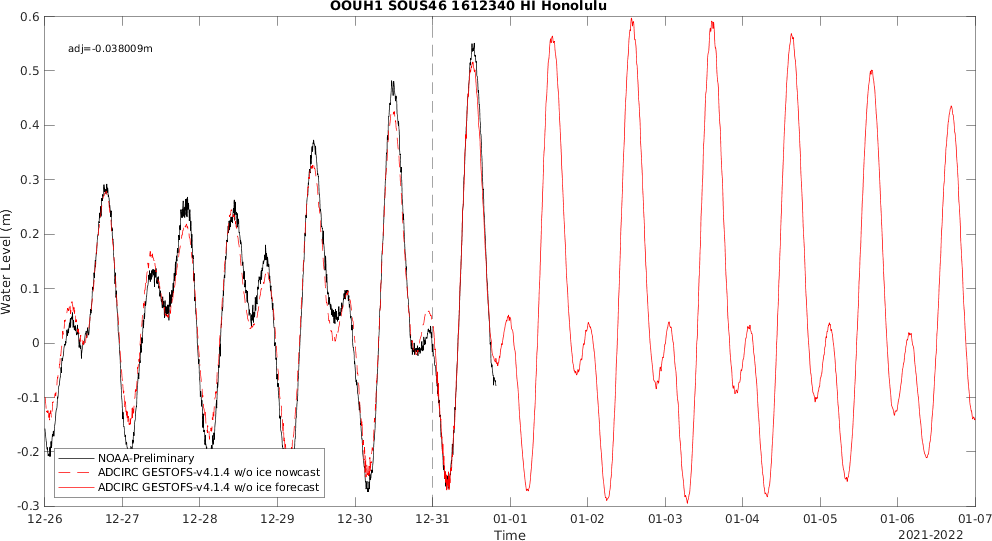 OOUH1 SOUS46 1612340 HI Honolulu
adj=-0.038009m
Water Level (m)
0.6
0.5
0.4
0.3
0.2
0.1
0
-0.1
-0.2
-0.3
NOAA-Preliminary
ADCIRC GESTOFS-v4.1.4 w/o ice nowcast
ADCIRC GESTOFS-v4.1.4 w/o ice forecast
12-26 12-27 12-28 12-29 12-30 12-31 01-01 01-02 01-03 01-04 01-05 01-06 01-07
Time
2021-2022